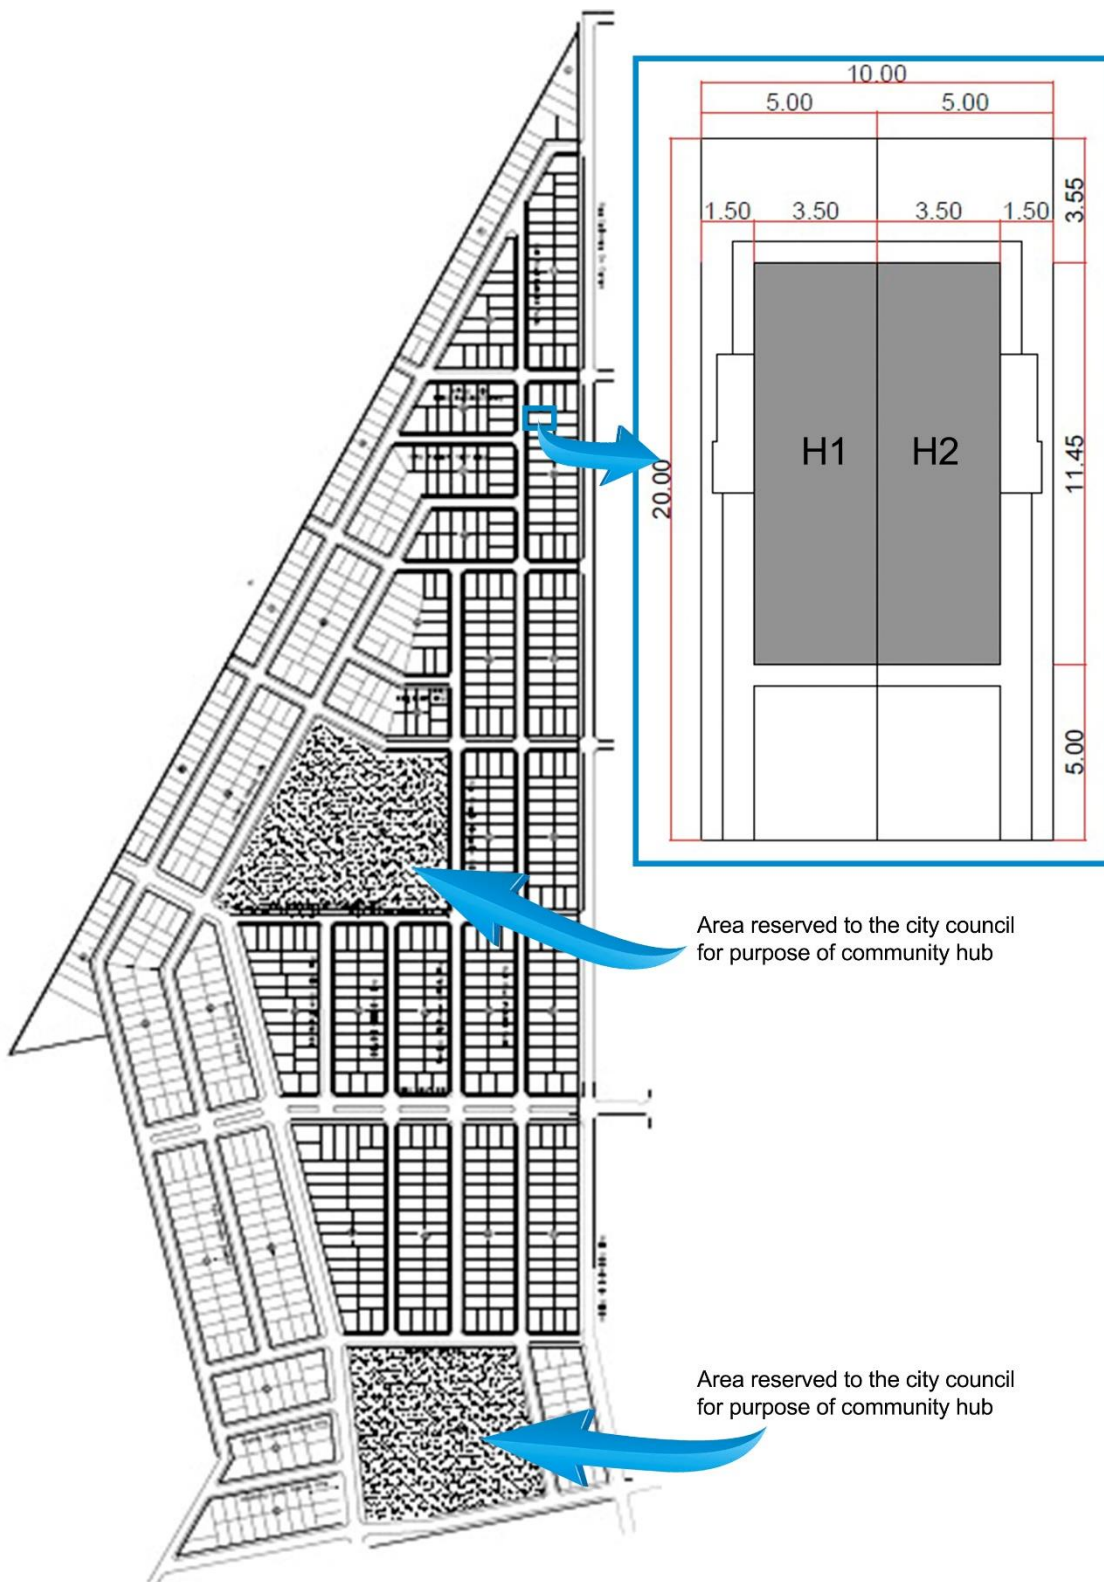 10.00
5.00
5.00
1.50
3.50
3.50
1.50
3.55
H1
H2
20.00
11.45
5.00
Area reserved to the city council
for purpose of community hub
Area reserved to the city council
for purpose of community hub